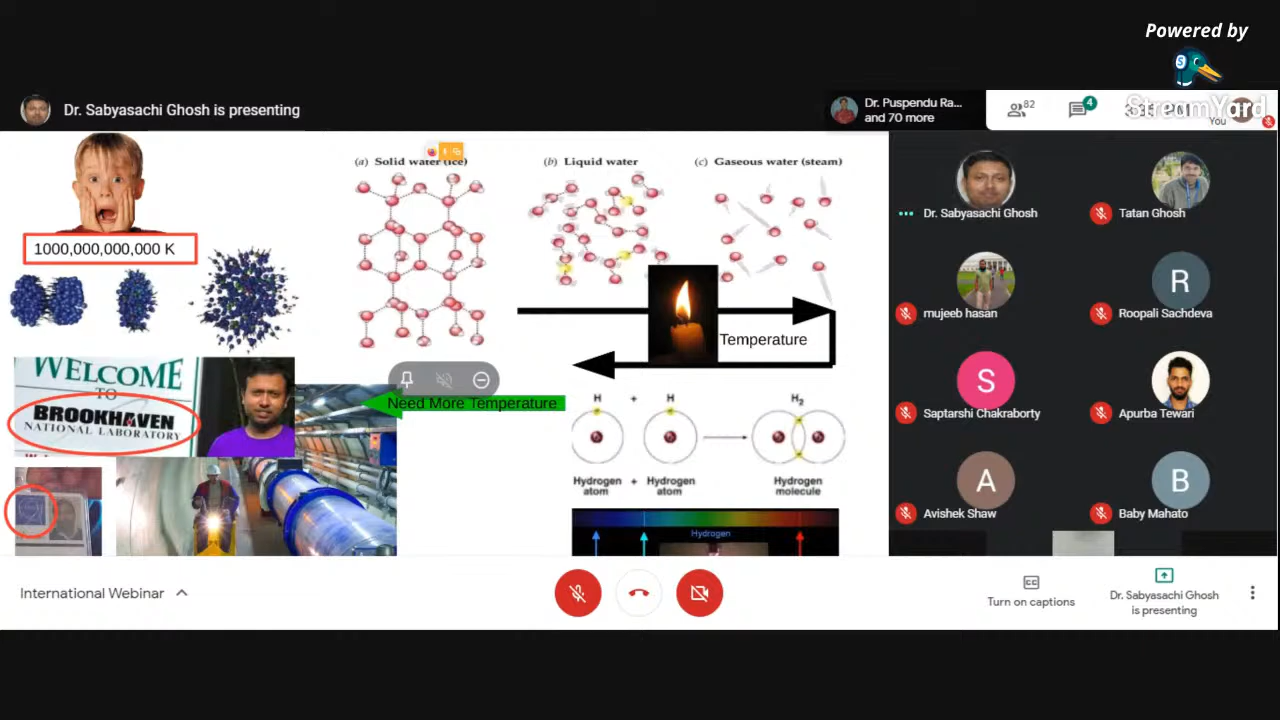 Powered by
StreamYard
Dr. Sabyasachi Ghosh is presenting
Dr. Puspendu Ra...
and 70 more
82
4
You
(a) Solid water (ice)
(b) Liquid water
(c) Gaseous water (steam)
1000,000,000,000 K
Temperature
WELCOME
TO
BROOKHAVEN
NATIONAL LABORATORY
Need More Temperature
H + H
H2
Hydrogen atom + Hydrogen atom
Hydrogen molecule
Hydrogen
Dr. Sabyasachi Ghosh
Tatan Ghosh
mujeeb hasan
R
Roopali Sachdeva
S
Saptarshi Chakraborty
Apurba Tewari
A
Avishek Shaw
B
Baby Mahato
International Webinar
CC
Turn on captions
Dr. Sabyasachi Ghosh
is presenting